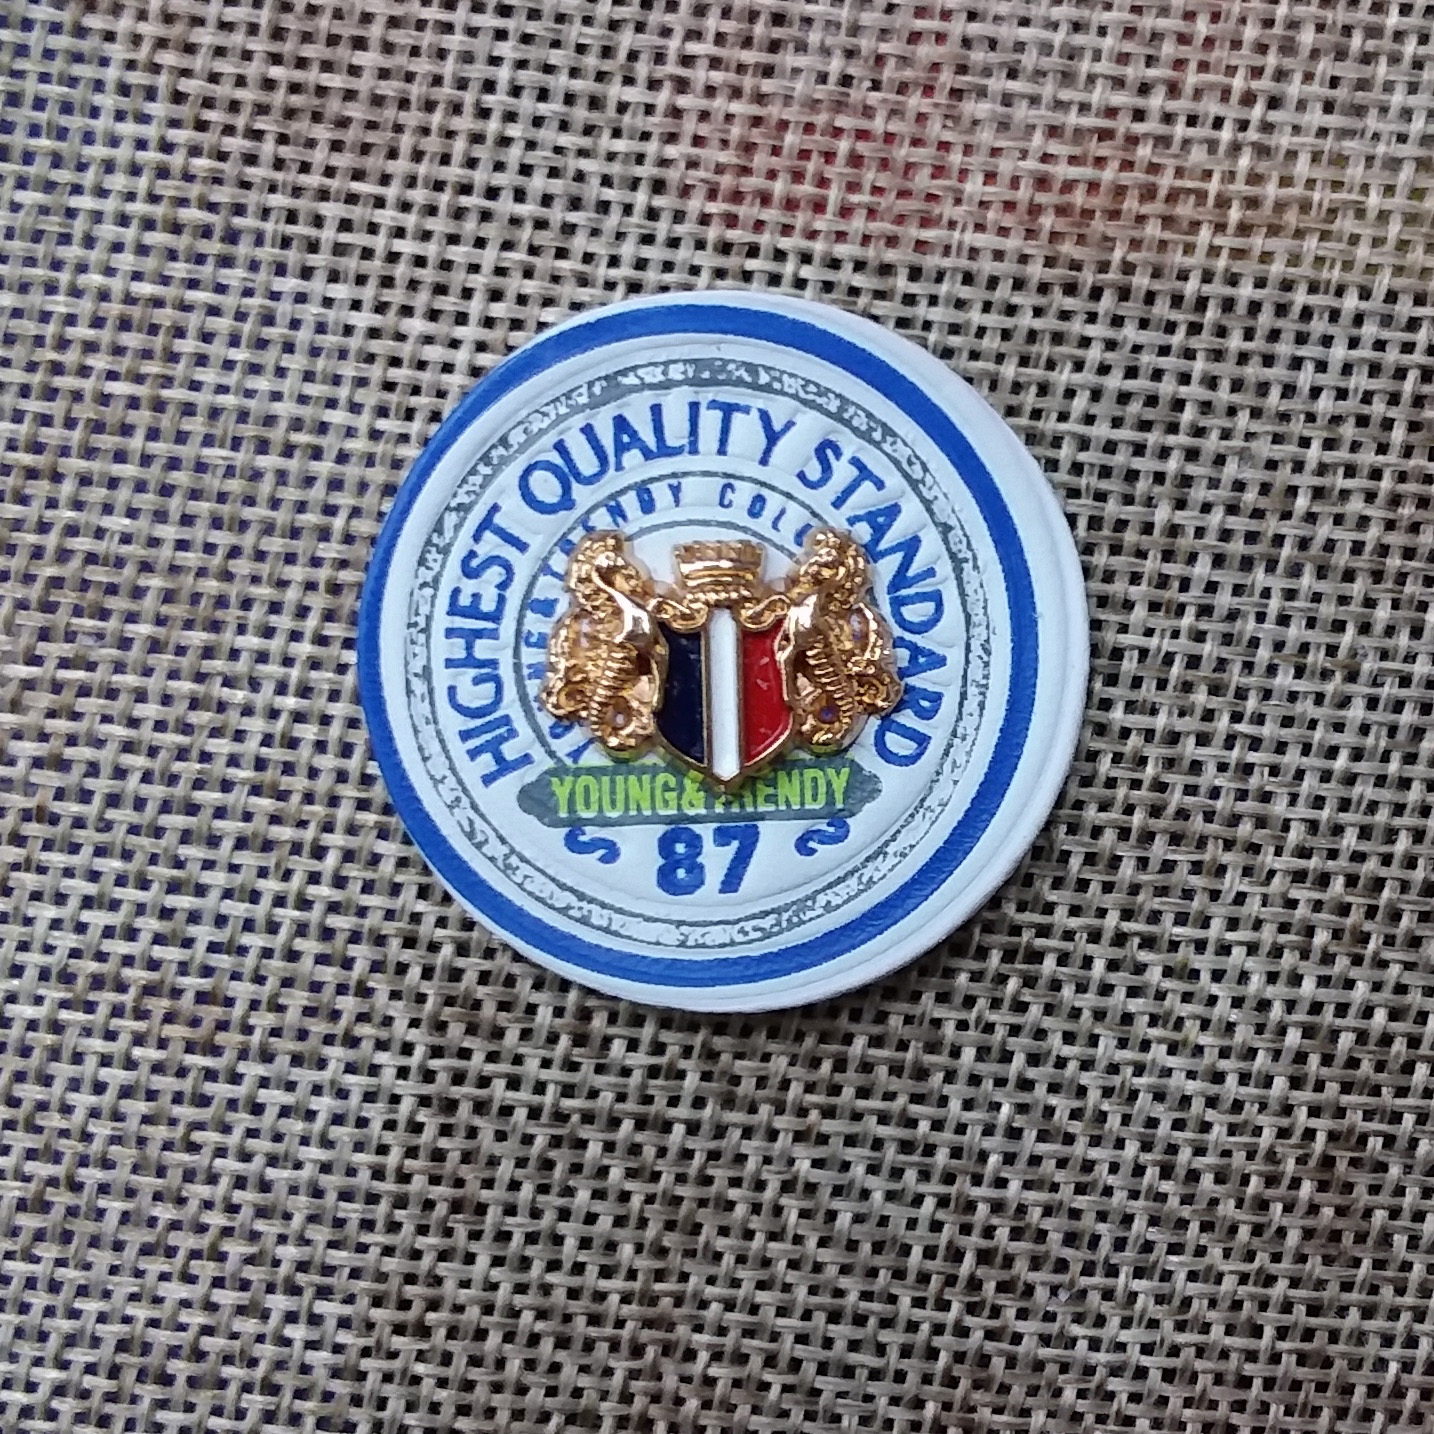 HIGHEST QUALITY STANDARD
YOUNG&TRENDY
87